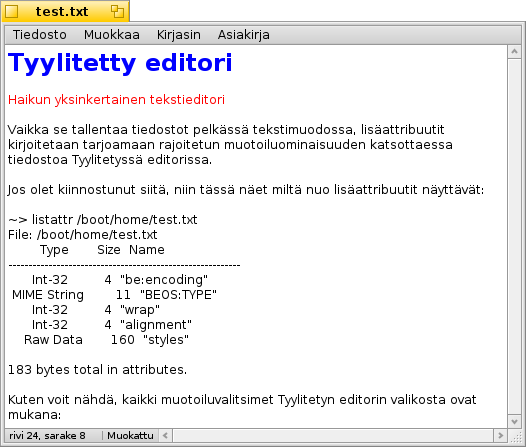 test.txt
Tiedosto Muokkaa Kirjasin Asiakirja
Tyylitetty editori
Haikun yksinkertainen tekstieditori
Vaikka se tallentaa tiedostot pelkässä tekstimuodossa, lisäattribuutit
kirjoitetaan tarjoamaan rajoitetun muotoiluominaisuuden katsottaessa
tiedostoa Tyylitetyssä editorissa.
Jos olet kiinnostunut siitä, niin tässä näet miltä nuo lisäattribuutit näyttävät:
~> listattr /boot/home/test.txt
File: /boot/home/test.txt
Type Size Name
----------------------------------------------------------
Int-32 4 "be:encoding"
MIME String 11 "BEOS:TYPE"
Int-32 4 "wrap"
Int-32 4 "alignment"
Raw Data 160 "styles"
183 bytes total in attributes.
Kuten voit nähdä, kaikki muotoiluvalitsimet Tyylitetyn editorin valikosta ovat
mukana:
rivi 24, sarake 8 Muokattu